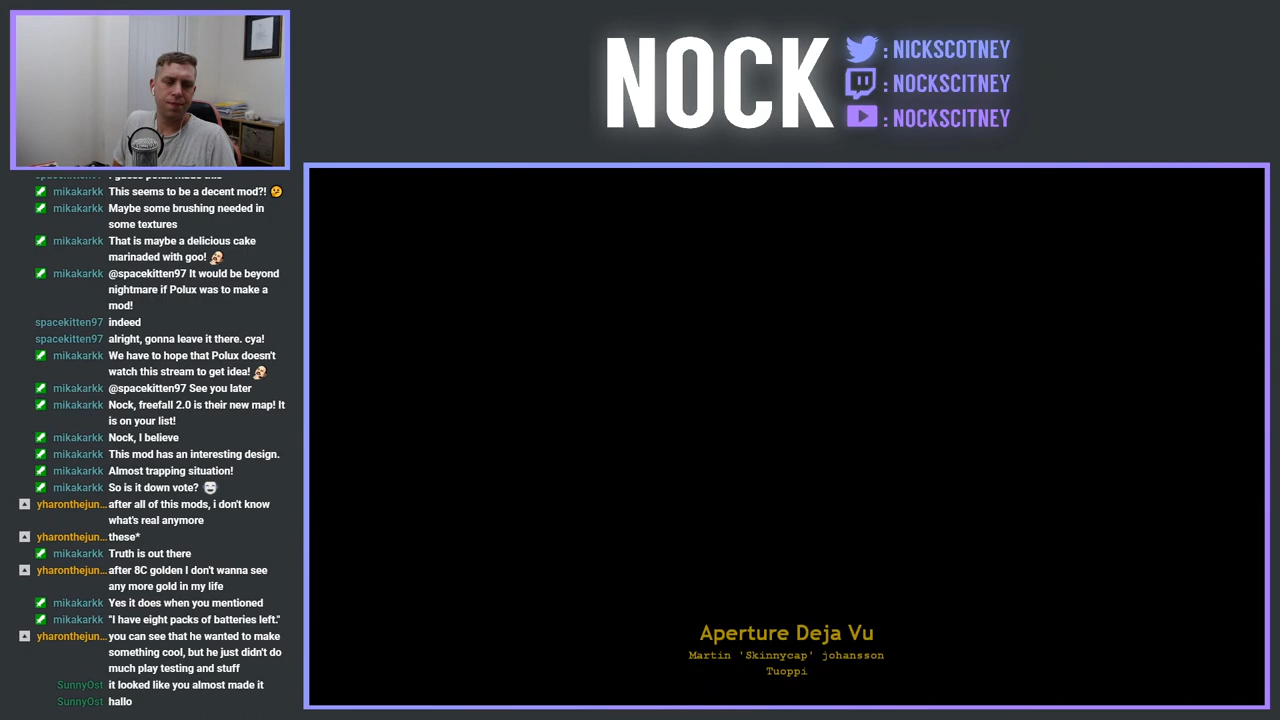 NOCK
: NICKSCOTNEY
: NOCKSCITNEY
: NOCKSCITNEY
mikakarkk This seems to be a decent mod?!
mikakarkk Maybe some brushing needed in
some textures
mikakarkk That is maybe a delicious cake
marinaded with goo!
mikakarkk @spacekitten97 It would be beyond
nightmare if Polux was to make a
mod!
spacekitten97 indeed
spacekitten97 alright, gonna leave it there. cya!
mikakarkk We have to hope that Polux doesn't
watch this stream to get idea!
mikakarkk @spacekitten97 See you later
mikakarkk Nock, freefall 2.0 is their new map! It
is on your list!
mikakarkk Nock, I believe
mikakarkk This mod has an interesting design.
mikakarkk Almost trapping situation!
mikakarkk So is it down vote?
yharonthejun... after all of this mods, i don't know
what's real anymore
yharonthejun... these*
mikakarkk Truth is out there
yharonthejun... after 8C golden I don't wanna see
any more gold in my life
mikakarkk Yes it does when you mentioned
mikakarkk "I have eight packs of batteries left."
yharonthejun... you can see that he wanted to make
something cool, but he just didn't do
much play testing and stuff
SunnyOst it looked like you almost made it
SunnyOst hallo
Aperture Deja Vu
Martin 'Skinnycap' johansson
Tuoppi